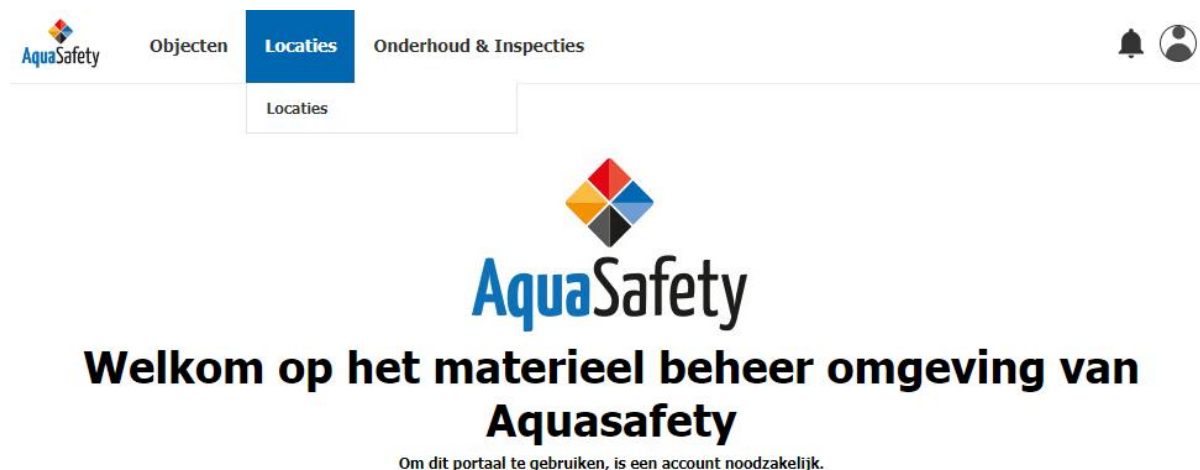 AquaSafety
Objecten Locaties Onderhoud & Inspecties
Locaties
AquaSafety
Welkom op het materieel beheer omgeving van
Aquasafety
Om dit portaal te gebruiken, is een account noodzakelijk.